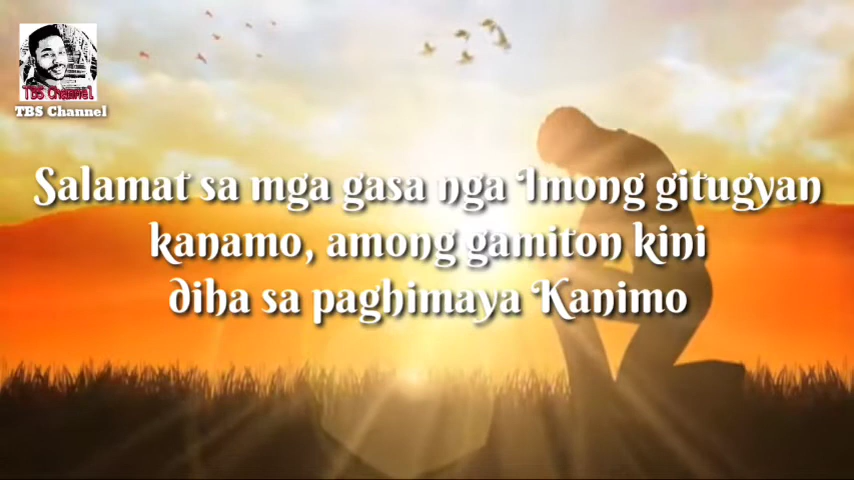 TBS Channel
TBS Channel
Salamat sa mga gasa nga Imong gitugyan
kanamo, among gamiton kini
diha sa paghimaya Kanimo